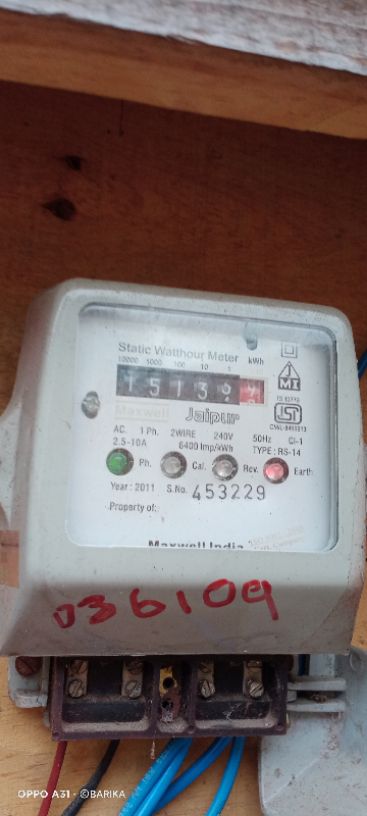 Static Watthour Meter kWh
10000 5000 100 10 1
1513
Maxwell Jaipur
AC. 1 Ph. 2WIRE 240V 50Hz Cl-1
2.5-10A 6400 Imp/kWh TYPE : RS-14
Ph. Cal. Rev. Earth
Year : 2011 S.No. 453229
Property of:
Maxwell India
036109
OPPO A31 · ©BARIKA